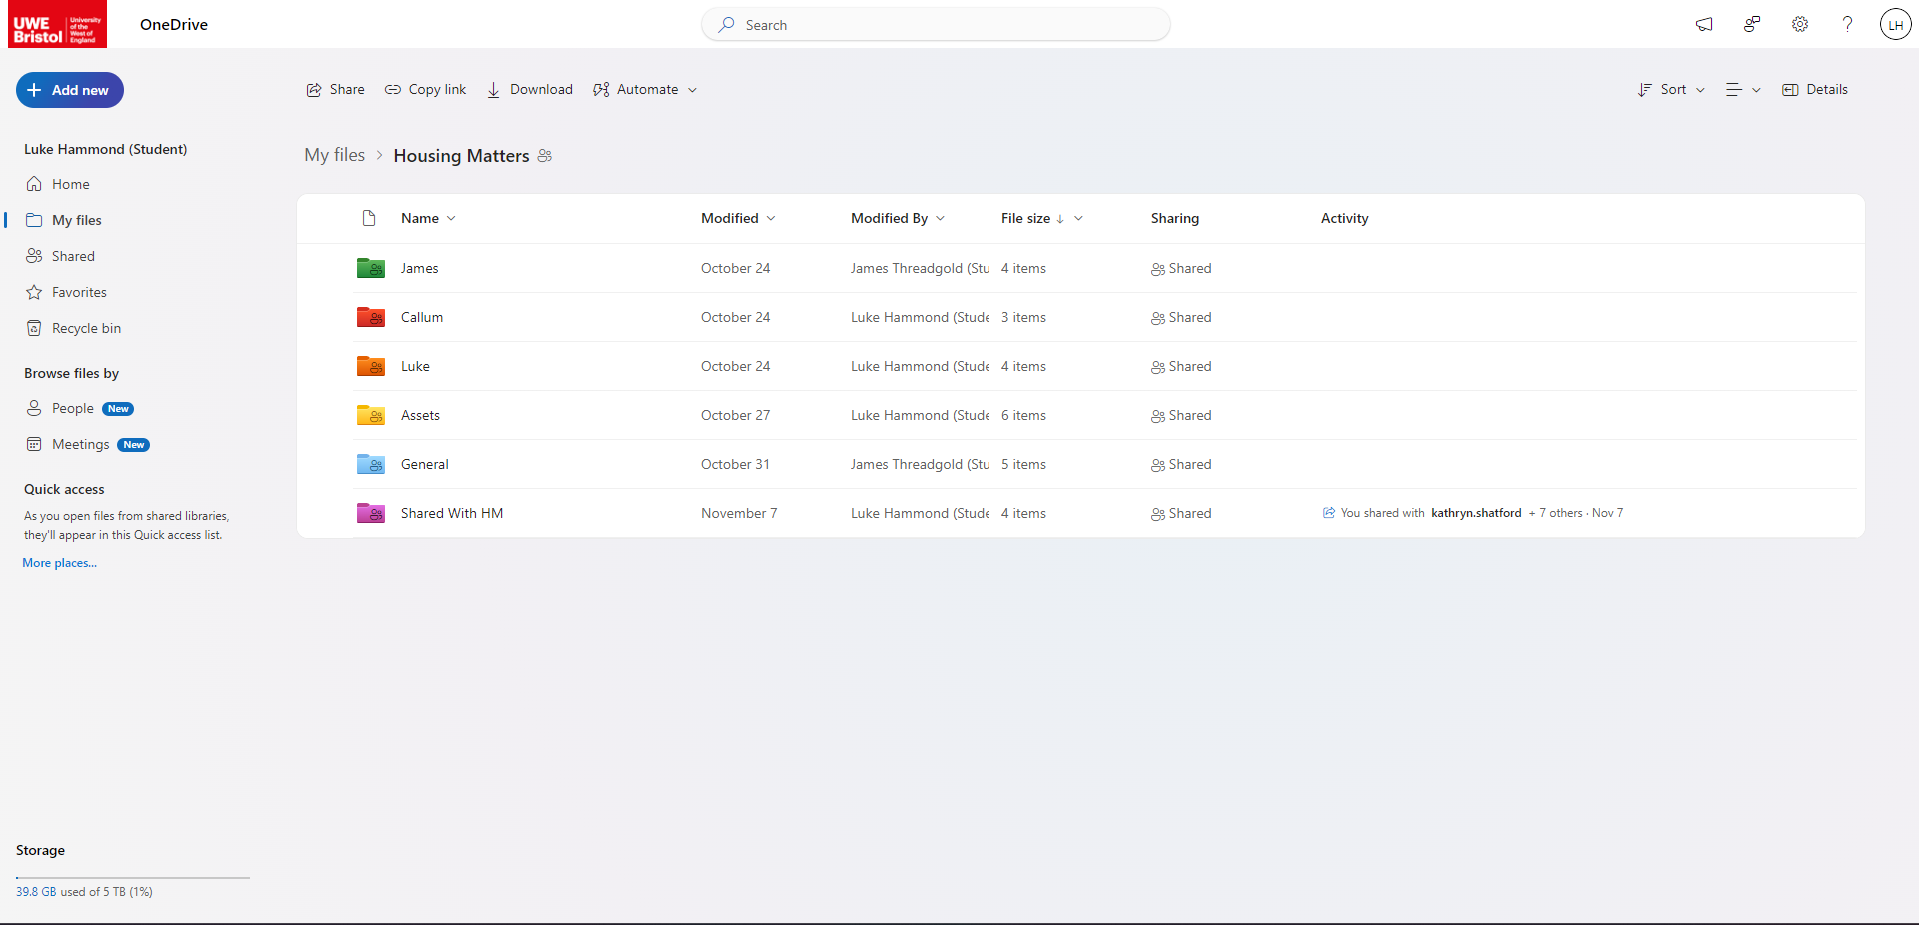 UWE Bristol University of the West of England
OneDrive
Search
LH
Add new
Share Copy link Download Automate
Sort Details
Luke Hammond (Student)
Home
My files
Shared
Favorites
Recycle bin
Browse files by
People New
Meetings New
Quick access
As you open files from shared libraries,
they'll appear in this Quick access list.
More places...
Storage
39.8 GB used of 5 TB (1%)
My files > Housing Matters
Name Modified Modified By File size ↓ Sharing Activity
James October 24 James Threadgold (Stu 4 items Shared
Callum October 24 Luke Hammond (Stude 3 items Shared
Luke October 24 Luke Hammond (Stude 4 items Shared
Assets October 27 Luke Hammond (Stude 6 items Shared
General October 31 James Threadgold (Stu 5 items Shared
Shared With HM November 7 Luke Hammond (Stude 4 items Shared You shared with kathryn.shatford + 7 others · Nov 7